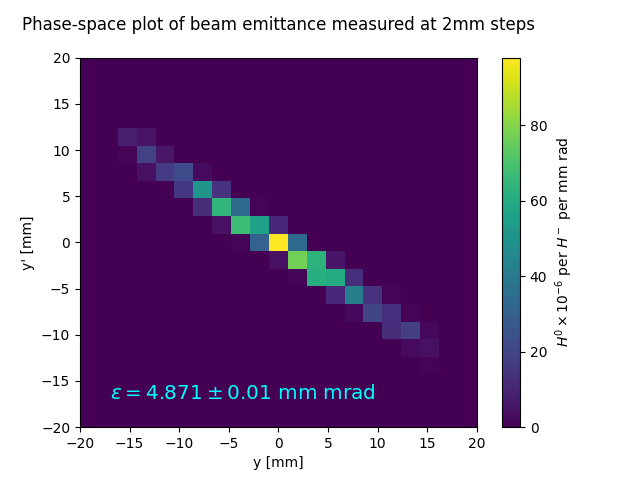 Phase-space plot of beam emittance measured at 2mm steps
20
15
10
5
0
−5
−10
−15
−20
y' [mm]
ε = 4.871 ± 0.01 mm mrad
−20 −15 −10 −5 0 5 10 15 20
y [mm]
80
60
40
20
0
H⁰ × 10⁻⁶ per H⁻ per mm rad